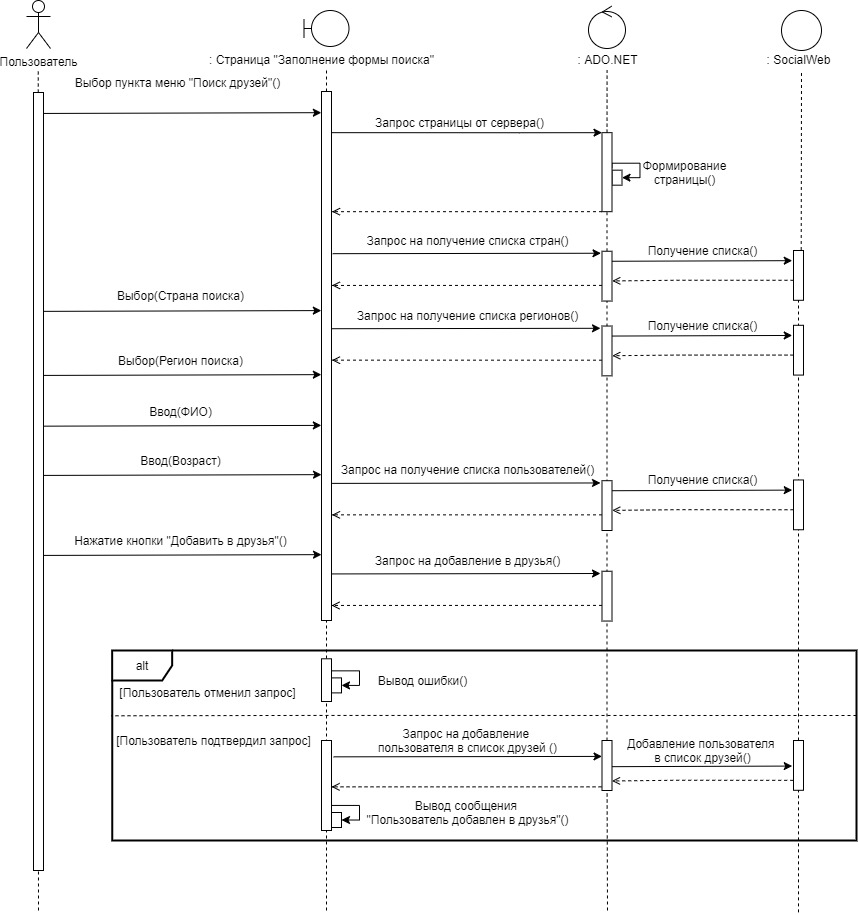 Пользователь
: Страница "Заполнение формы поиска"
: ADO.NET
: SocialWeb
Выбор пункта меню "Поиск друзей"()
Запрос страницы от сервера()
Формирование
страницы()
Запрос на получение списка стран()
Получение списка()
Выбор(Страна поиска)
Запрос на получение списка регионов()
Получение списка()
Выбор(Регион поиска)
Ввод(ФИО)
Ввод(Возраст)
Запрос на получение списка пользователей()
Получение списка()
Нажатие кнопки "Добавить в друзья"()
Запрос на добавление в друзья()
alt
Вывод ошибки()
[Пользователь отменил запрос]
[Пользователь подтвердил запрос]
Запрос на добавление
пользователя в список друзей ()
Добавление пользователя
в список друзей()
Вывод сообщения
"Пользователь добавлен в друзья"()